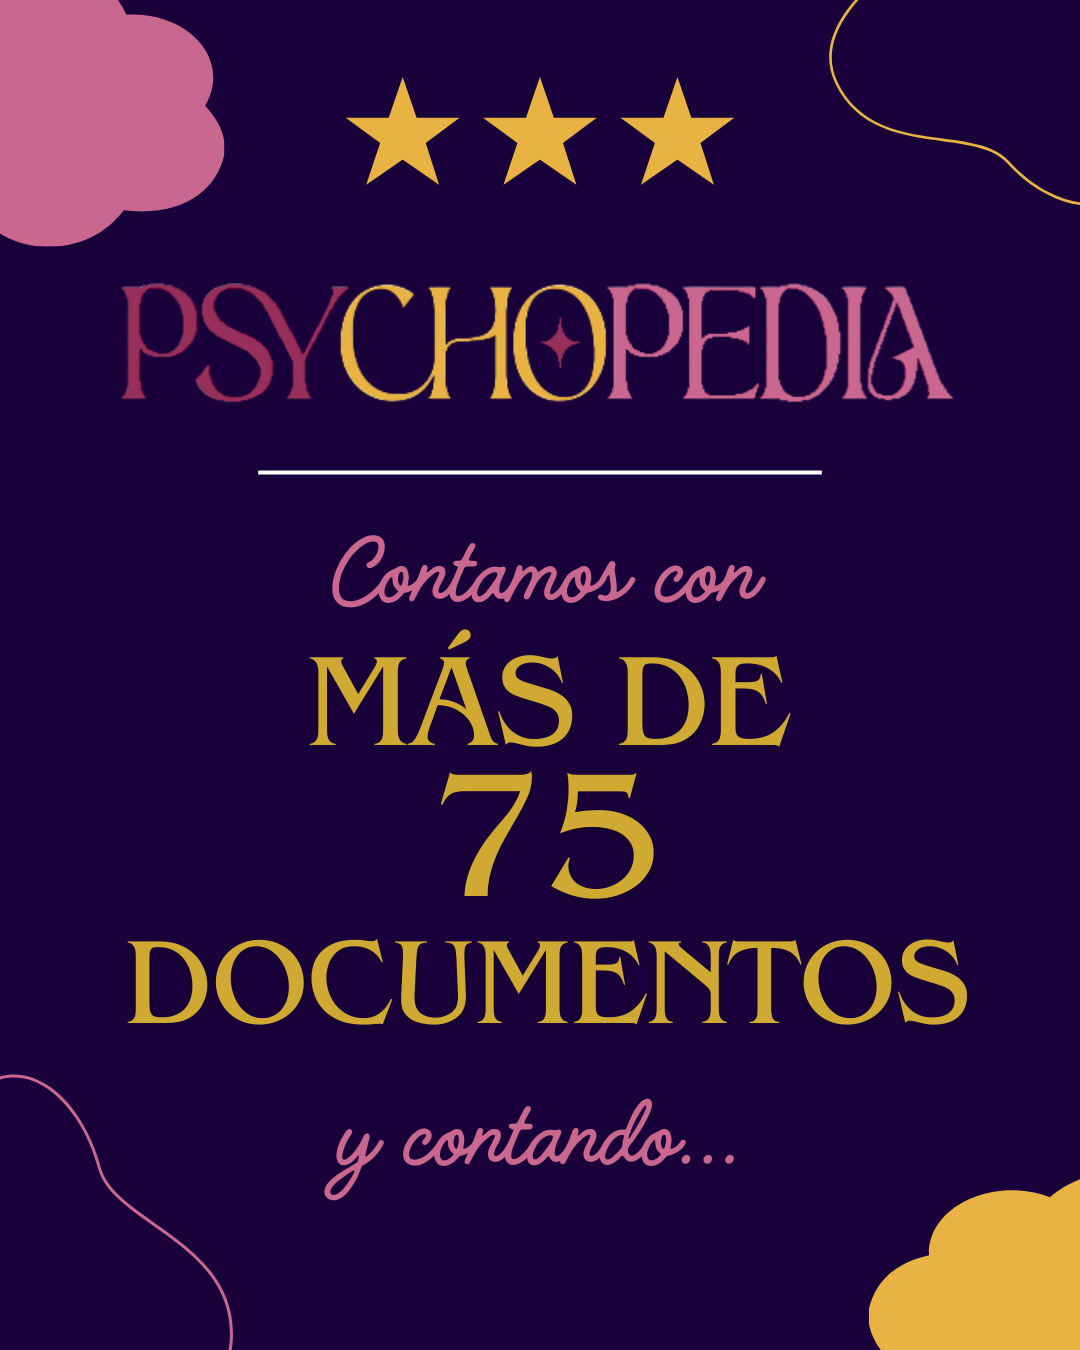 PSYCHOPEDIA
Contamos con
MÁS DE
75
DOCUMENTOS
y contando...